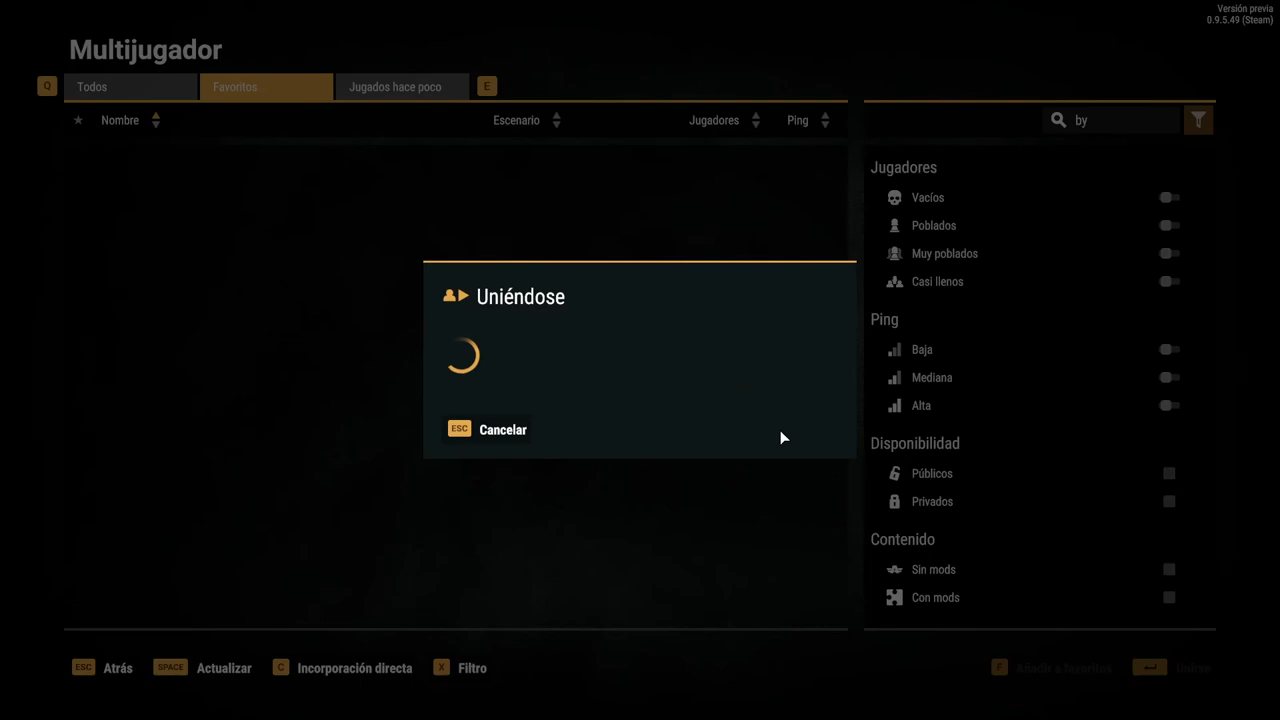 Versión previa
0.9.5.49 (Steam)
Multijugador
Q Todos Favoritos Jugados hace poco E
Nombre Escenario Jugadores Ping
by
Jugadores
Vacíos
Poblados
Muy poblados
Casi llenos
Ping
Baja
Mediana
Alta
Disponibilidad
Públicos
Privados
Contenido
Sin mods
Con mods
Uniéndose
ESC Cancelar
ESC Atrás SPACE Actualizar C Incorporación directa X Filtro F Añadir a favoritos